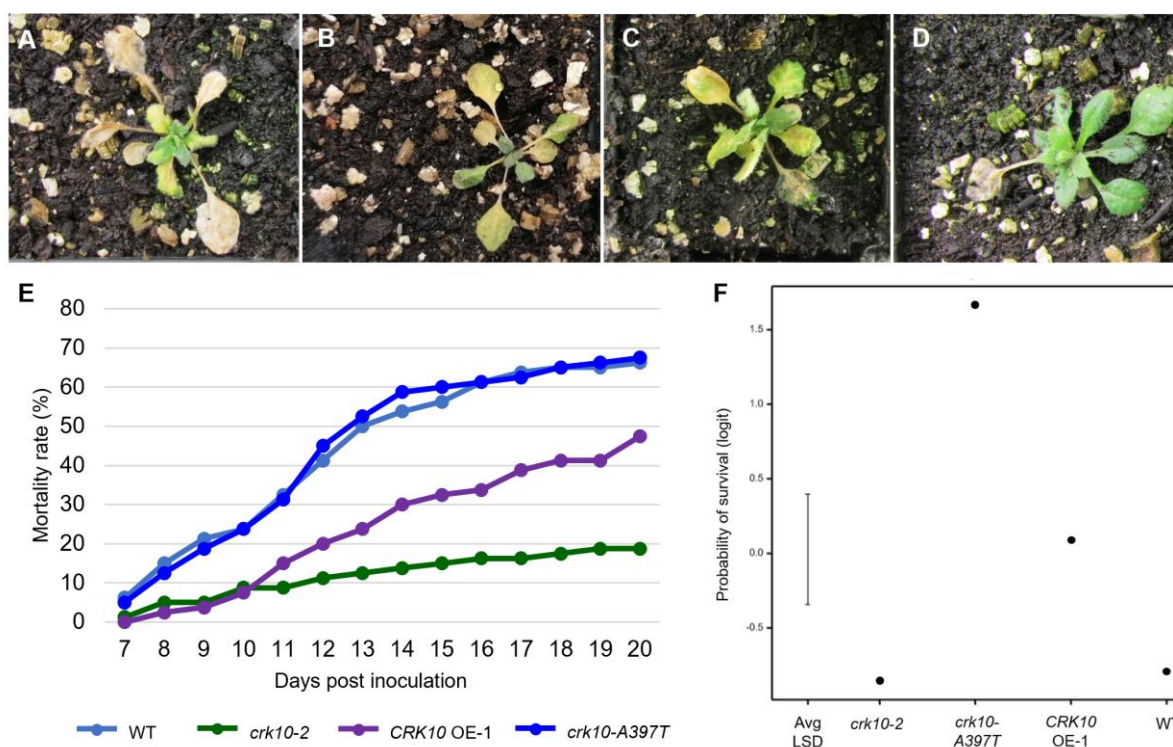 A
B
C
D
E
80
70
60
50
40
30
20
10
0
Mortality rate (%)
7 8 9 10 11 12 13 14 15 16 17 18 19 20
Days post inoculation
WT crk10-2 CRK10 OE-1 crk10-A397T
F
1.5
1.0
0.5
0.0
-0.5
Probability of survival (logit)
Avg
LSD
crk10-2
crk10-
A397T
CRK10
OE-1
WT